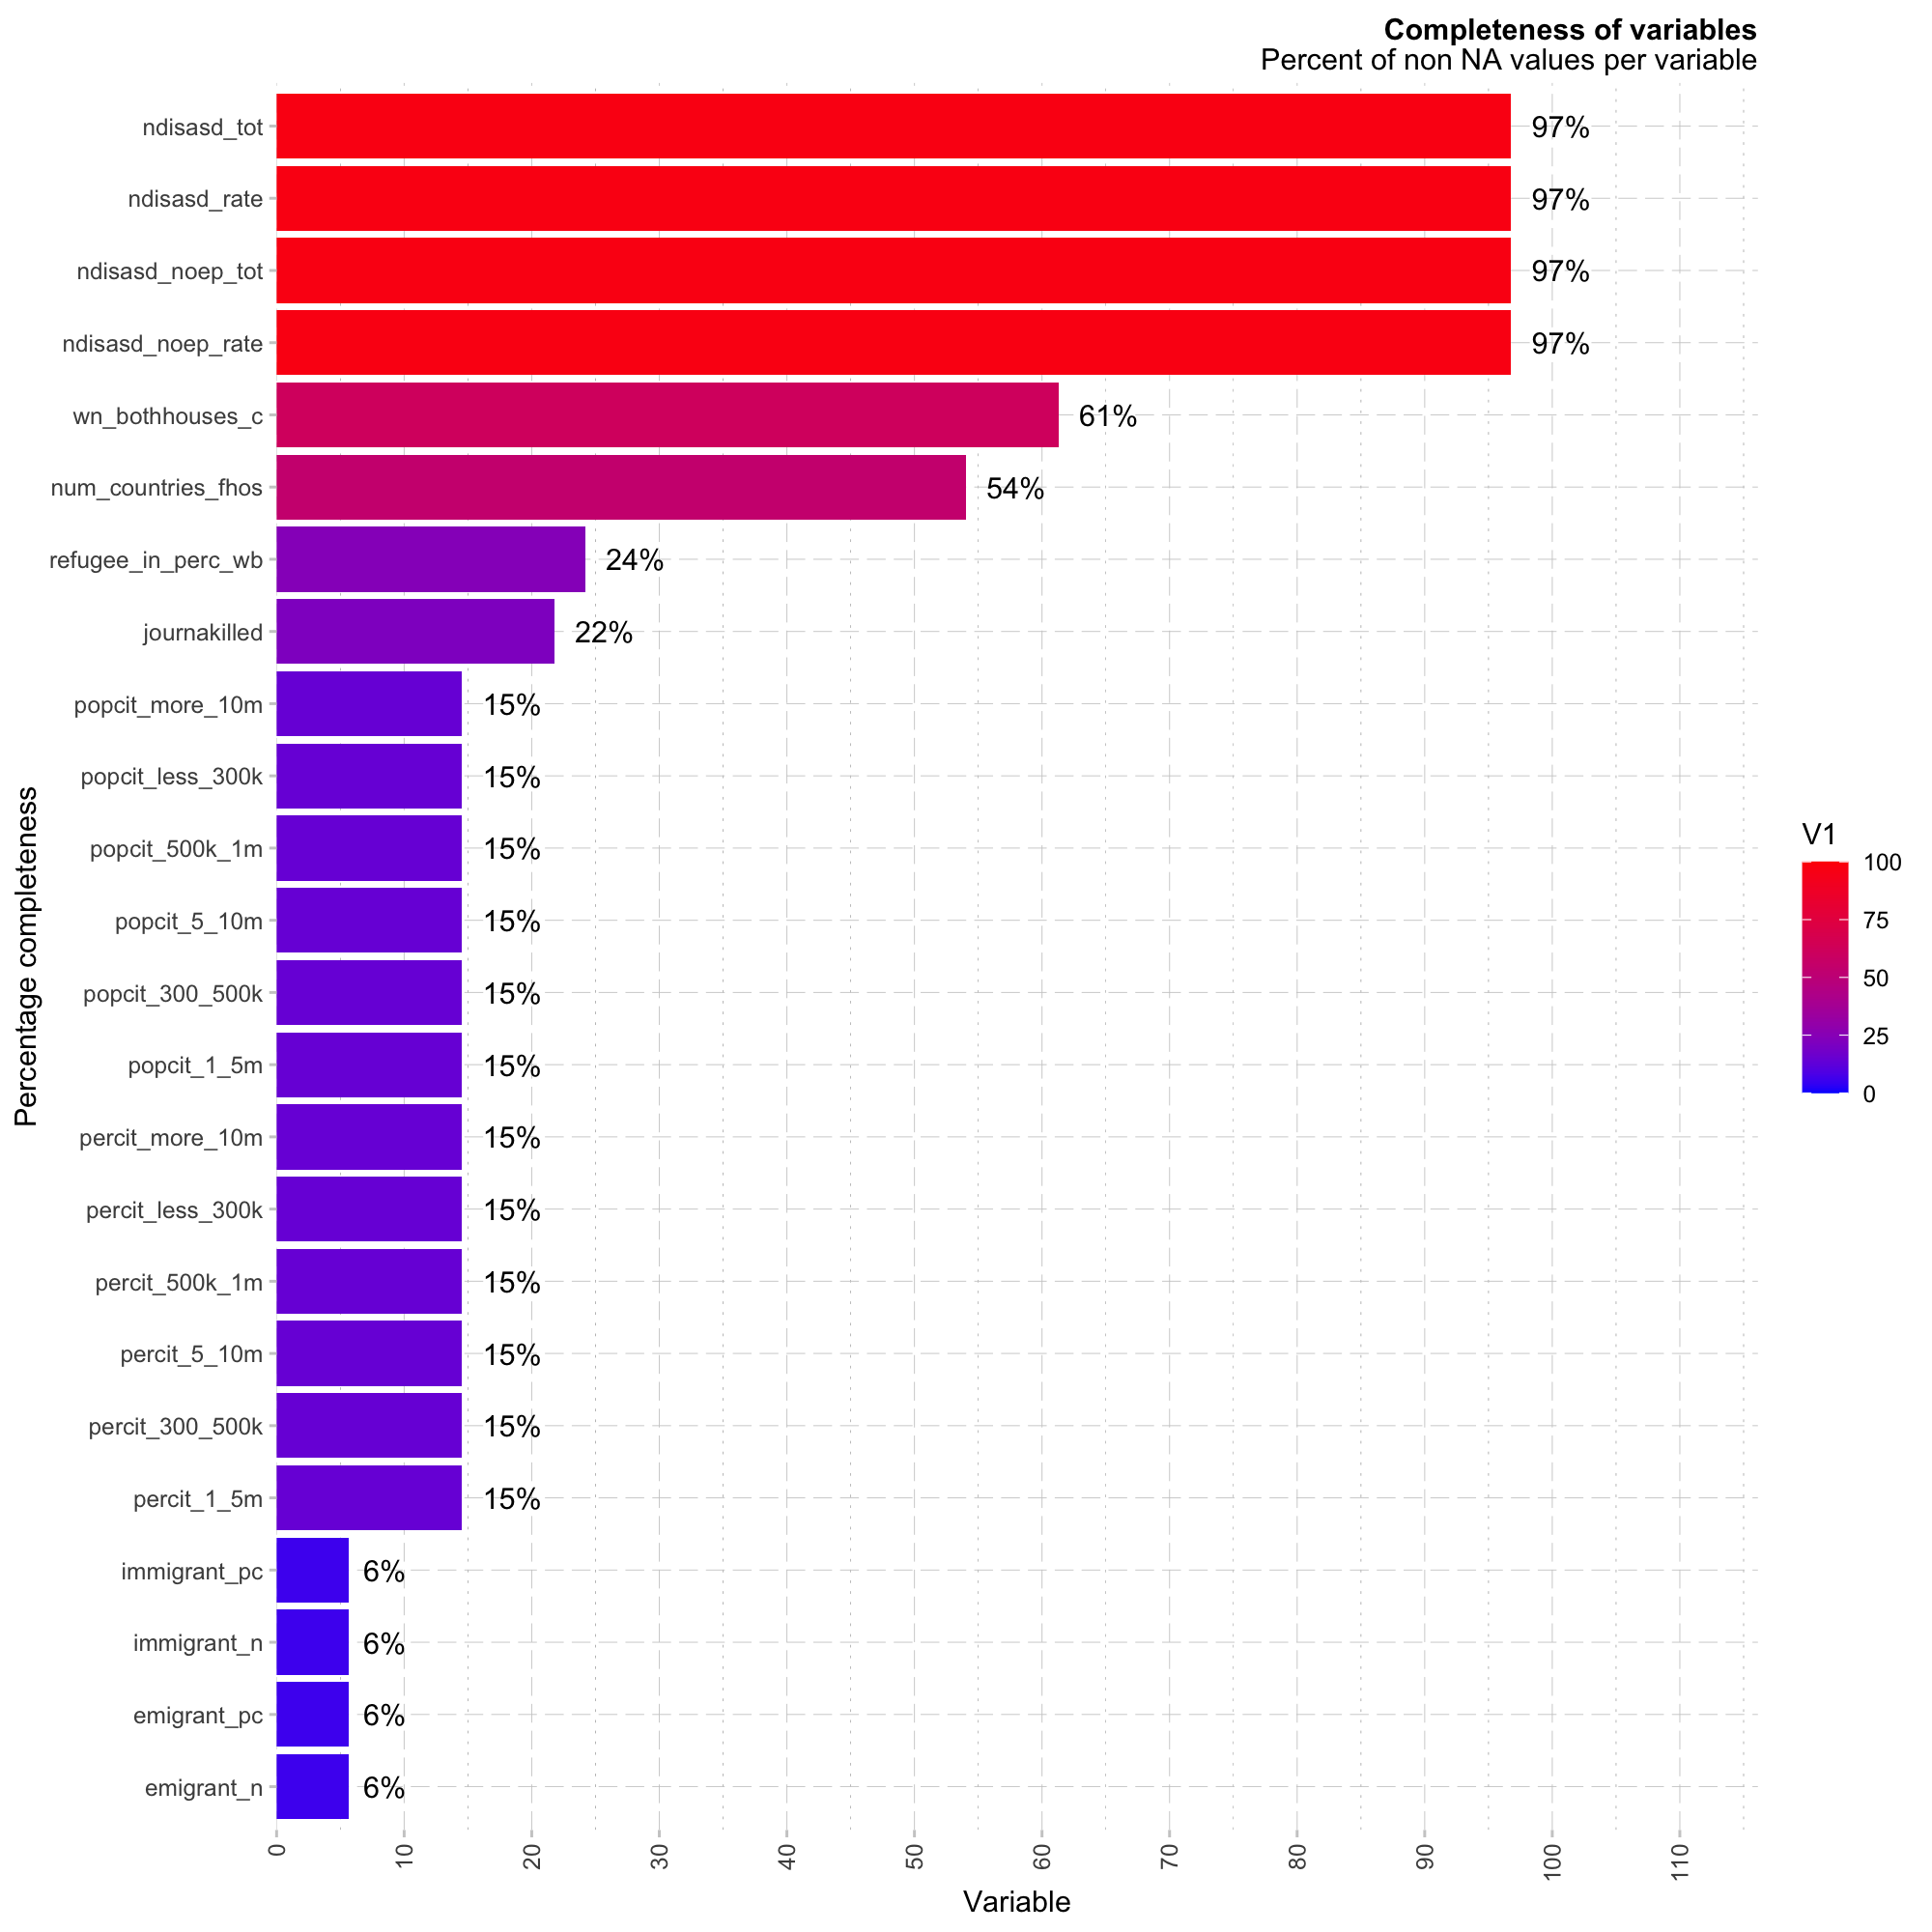 Completeness of variables
Percent of non NA values per variable
Percentage completeness
ndisasd_tot 97%
ndisasd_rate 97%
ndisasd_noep_tot 97%
ndisasd_noep_rate 97%
wn_bothhouses_c 61%
num_countries_fhos 54%
refugee_in_perc_wb 24%
journakilled 22%
popcit_more_10m 15%
popcit_less_300k 15%
popcit_500k_1m 15%
popcit_5_10m 15%
popcit_300_500k 15%
popcit_1_5m 15%
percit_more_10m 15%
percit_less_300k 15%
percit_500k_1m 15%
percit_5_10m 15%
percit_300_500k 15%
percit_1_5m 15%
immigrant_pc 6%
immigrant_n 6%
emigrant_pc 6%
emigrant_n 6%
0 10 20 30 40 50 60 70 80 90 100 110
Variable
V1
100
75
50
25
0